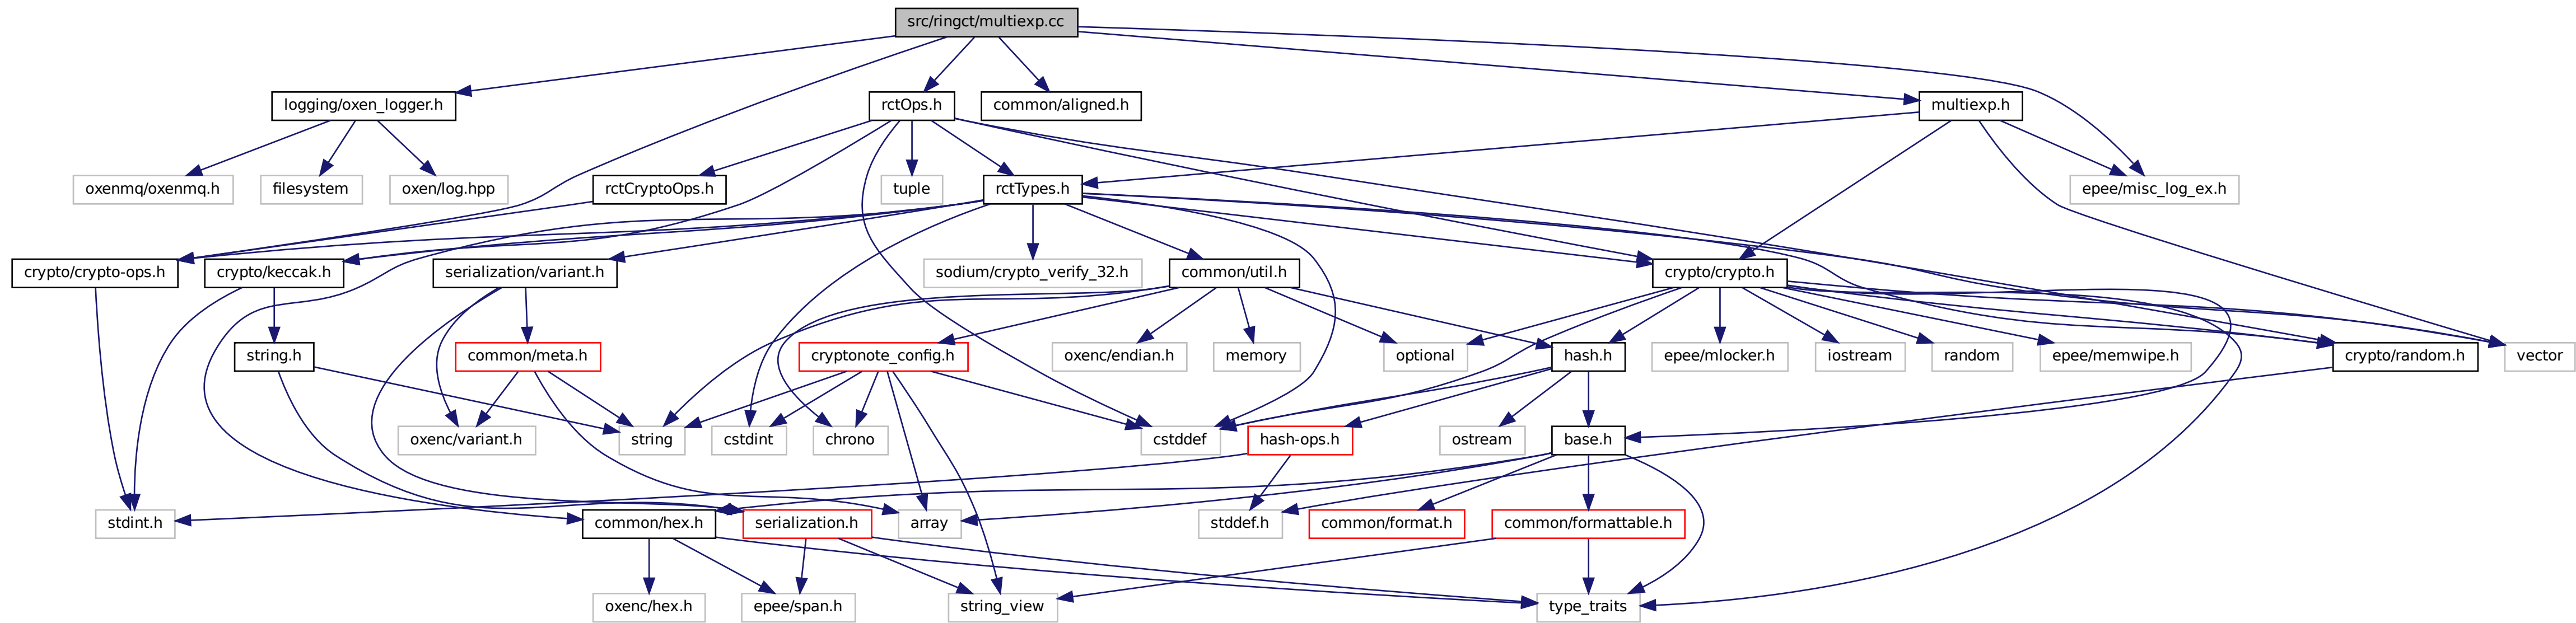 src/ringct/multiexp.cc
logging/oxen_logger.h
rctOps.h
common/aligned.h
multiexp.h
oxenmq/oxenmq.h
filesystem
oxen/log.hpp
rctCryptoOps.h
tuple
rctTypes.h
epee/misc_log_ex.h
crypto/crypto-ops.h
crypto/keccak.h
serialization/variant.h
sodium/crypto_verify_32.h
common/util.h
crypto/crypto.h
string.h
common/meta.h
cryptonote_config.h
oxenc/endian.h
memory
optional
hash.h
epee/mlocker.h
iostream
random
epee/memwipe.h
crypto/random.h
vector
oxenc/variant.h
string
cstdint
chrono
cstddef
hash-ops.h
ostream
base.h
stdint.h
common/hex.h
serialization.h
array
stddef.h
common/format.h
common/formattable.h
oxenc/hex.h
epee/span.h
string_view
type_traits